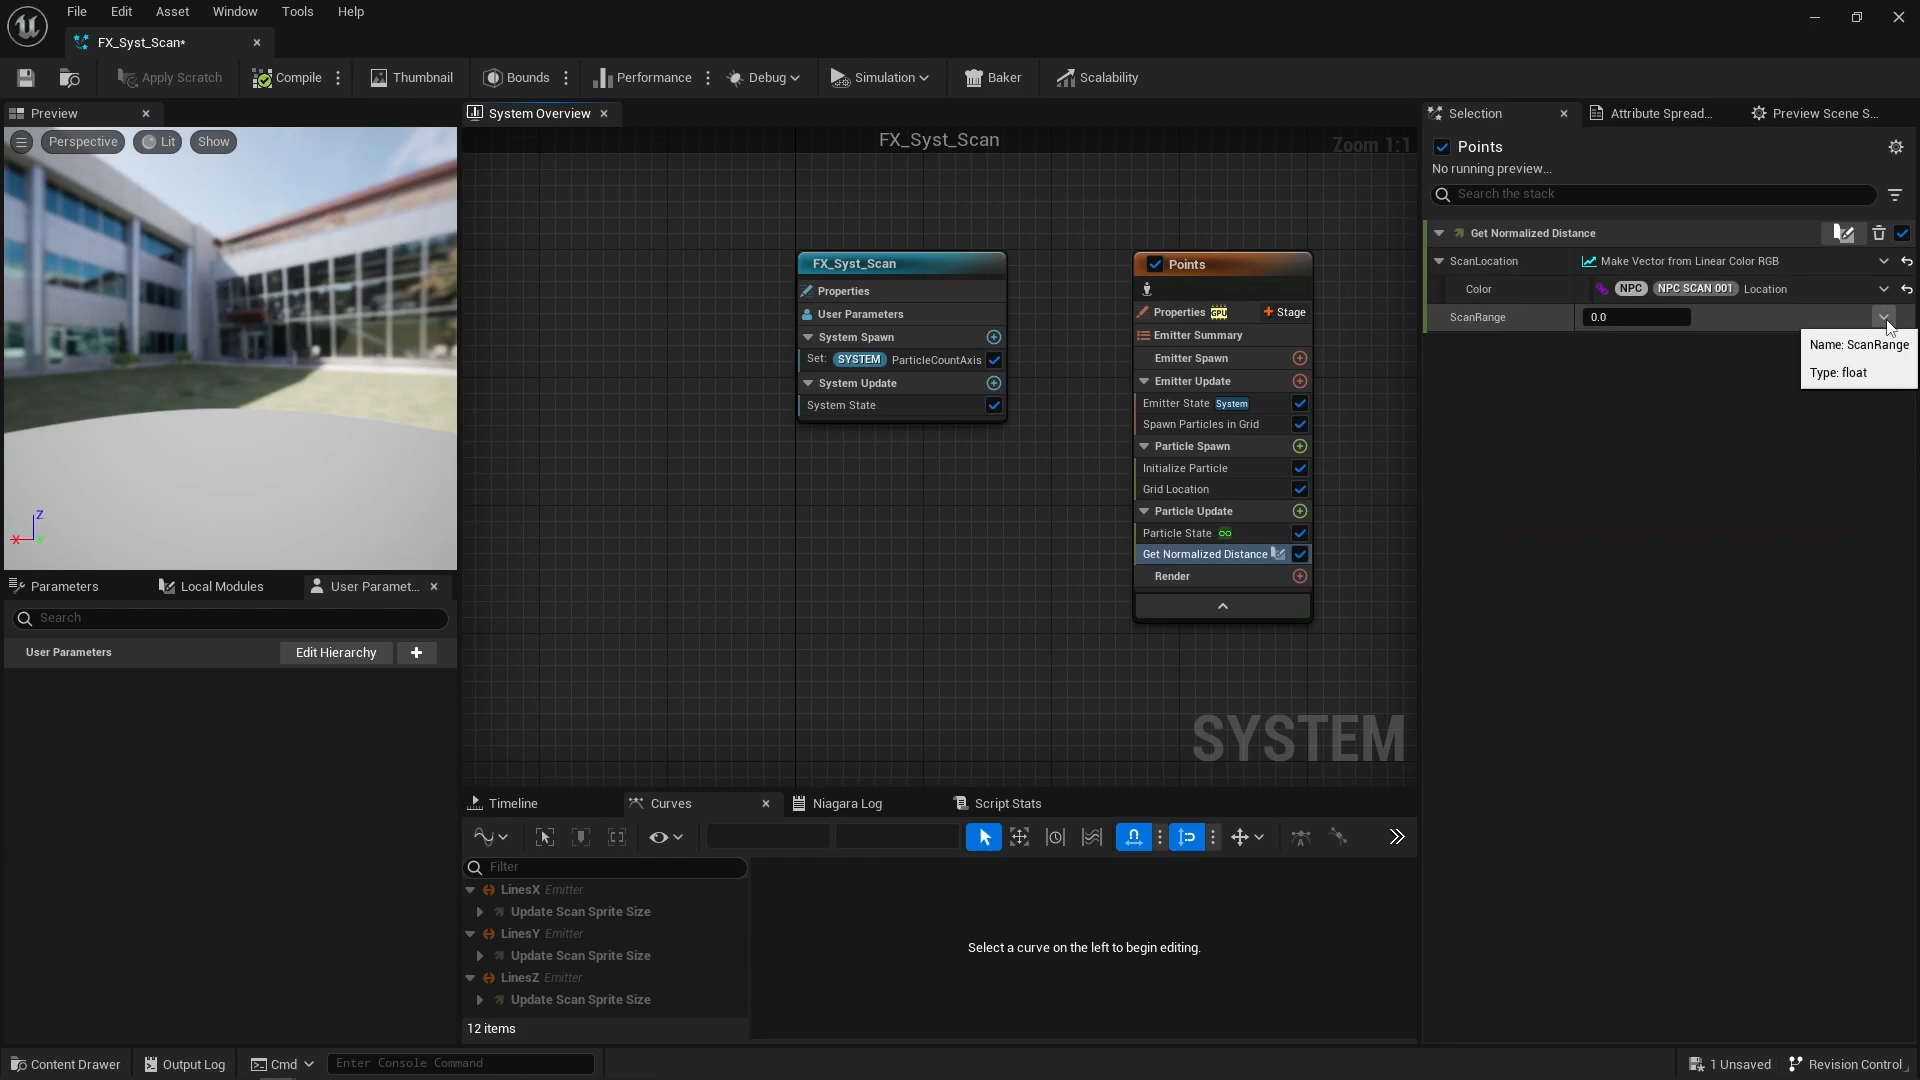 File Edit Asset Window Tools Help
FX_Syst_Scan*
Apply Scratch Compile Thumbnail Bounds Performance Debug Simulation Baker Scalability
Preview
System Overview
Selection Attribute Spread... Preview Scene S...
Perspective Lit Show
FX_Syst_Scan
Zoom 1:1
Points
No running preview...
Search the stack
Get Normalized Distance
ScanLocation Make Vector from Linear Color RGB
Color NPC NPC SCAN 001 Location
ScanRange 0.0
Name: ScanRange
Type: float
FX_Syst_Scan
Properties
User Parameters
System Spawn
Set: SYSTEM ParticleCountAxis
System Update
System State
Points
Properties GPU Stage
Emitter Summary
Emitter Spawn
Emitter Update
Emitter State System
Spawn Particles in Grid
Particle Spawn
Initialize Particle
Grid Location
Particle Update
Particle State
Get Normalized Distance
Render
SYSTEM
Z
X
Parameters Local Modules User Paramet...
Search
User Parameters Edit Hierarchy
Timeline Curves Niagara Log Script Stats
Filter
LinesX Emitter
Update Scan Sprite Size
LinesY Emitter
Update Scan Sprite Size
LinesZ Emitter
Update Scan Sprite Size
12 items
Select a curve on the left to begin editing.
Content Drawer Output Log Cmd Enter Console Command 1 Unsaved Revision Control